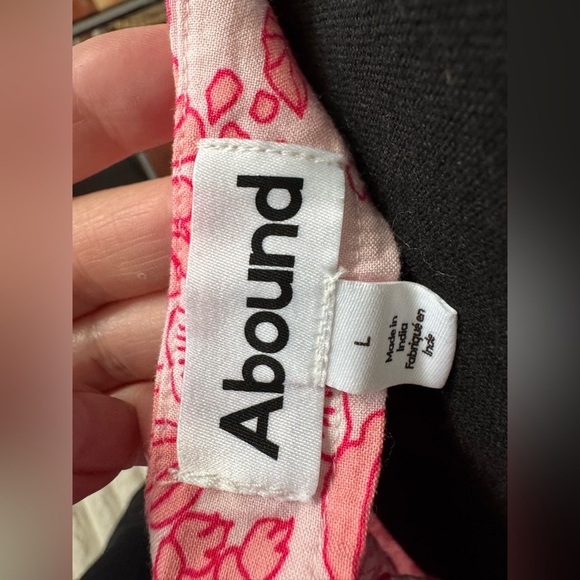 Abound
L
Made in
India
Fabriqué en
Inde